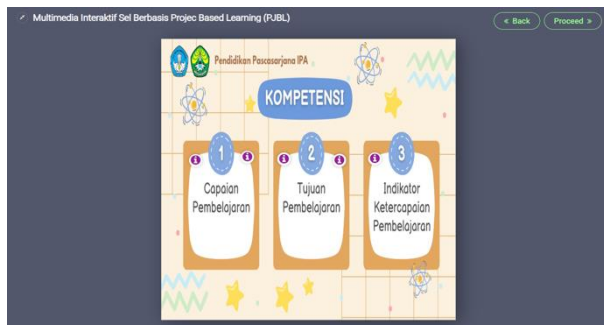 Multimedia Interaktif Sel Berbasis Projec Based Learning (PJBL)
« Back
Proceed »
Pendidikan Pascasarjana IPA
KOMPETENSI
1
Capaian
Pembelajaran
2
Tujuan
Pembelajaran
3
Indikator
Ketercapaian
Pembelajaran